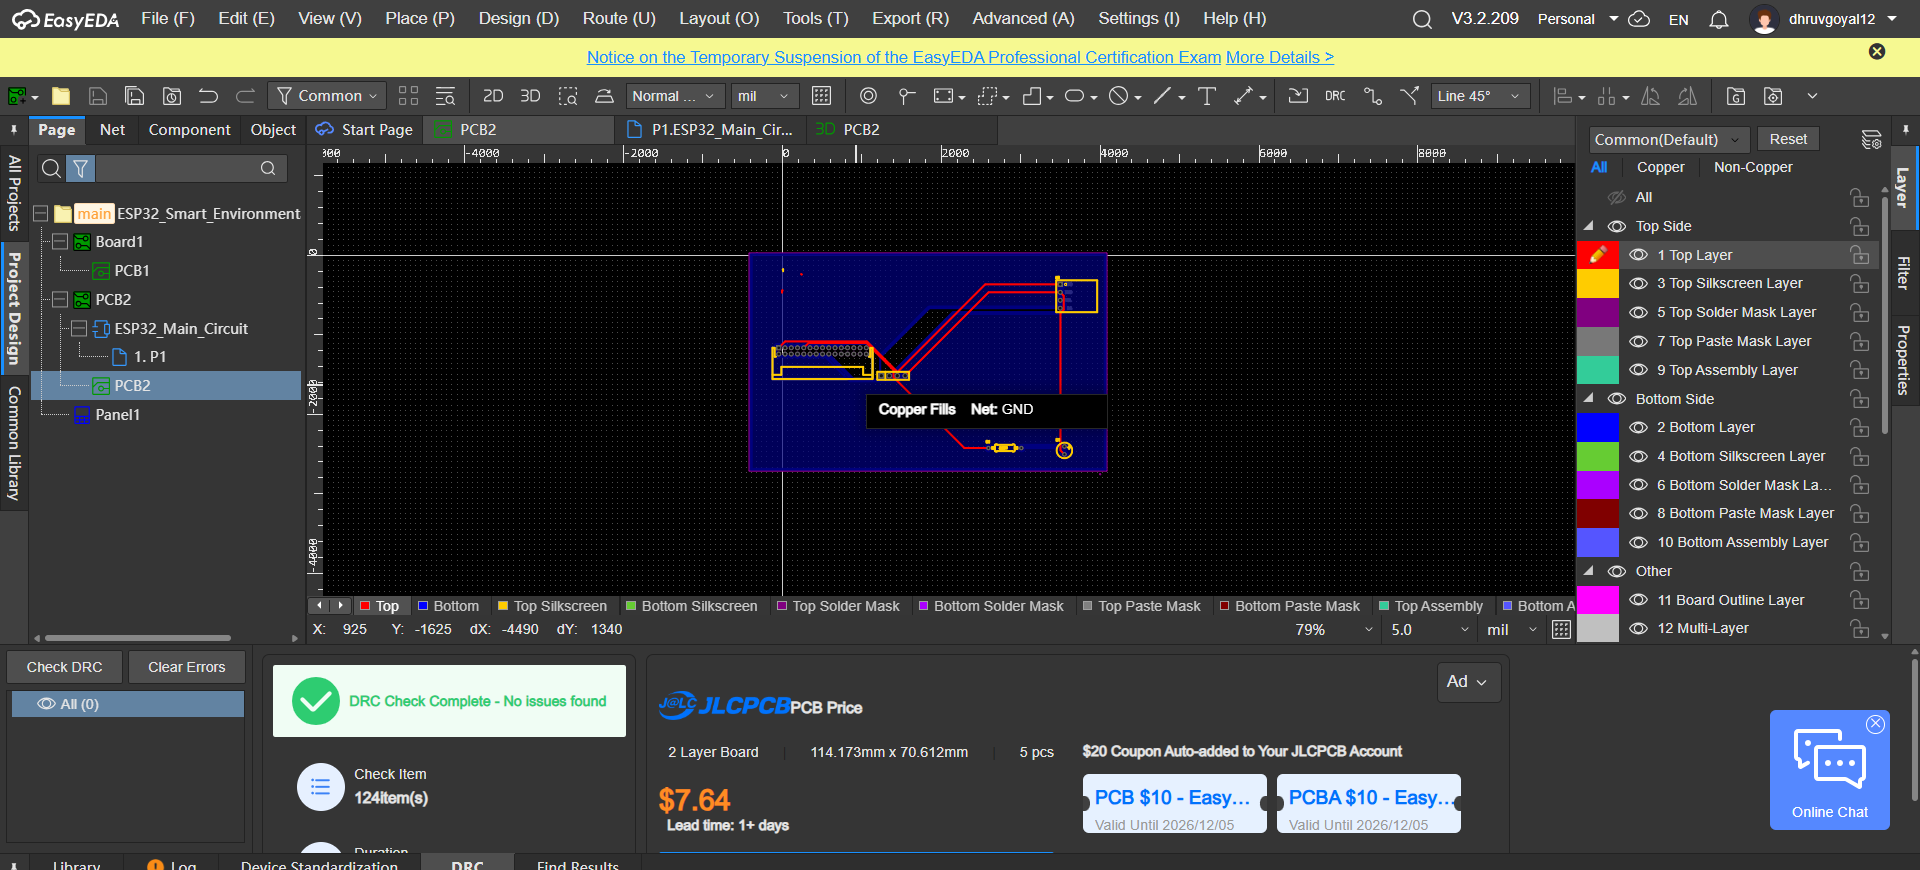 EasyEDA File (F) Edit (E) View (V) Place (P) Design (D) Route (U) Layout (O) Tools (T) Export (R) Advanced (A) Settings (I) Help (H) V3.2.209 Personal EN dhruvgoyal12
Notice on the Temporary Suspension of the EasyEDA Professional Certification Exam More Details >
Common 2D 3D Normal ... mil DRC Line 45°
Page Net Component Object Start Page PCB2 P1.ESP32_Main_Cir... 3D PCB2
Common(Default) Reset
-4000 -2000 0 2000 4000 6000 8000
All Copper Non-Copper
All Projects
Project Design
Common Library
main ESP32_Smart_Environment
Board1
PCB1
PCB2
ESP32_Main_Circuit
1. P1
PCB2
Panel1
0
-2000
-4000
Copper Fills Net: GND
All
Top Side
1 Top Layer
3 Top Silkscreen Layer
5 Top Solder Mask Layer
7 Top Paste Mask Layer
9 Top Assembly Layer
Bottom Side
2 Bottom Layer
4 Bottom Silkscreen Layer
6 Bottom Solder Mask La...
8 Bottom Paste Mask Layer
10 Bottom Assembly Layer
Other
11 Board Outline Layer
12 Multi-Layer
Layer
Filter
Properties
Top Bottom Top Silkscreen Bottom Silkscreen Top Solder Mask Bottom Solder Mask Top Paste Mask Bottom Paste Mask Top Assembly Bottom A
X: 925 Y: -1625 dX: -4490 dY: 1340 79% 5.0 mil
Check DRC Clear Errors
All (0)
DRC Check Complete - No issues found
Check Item
124item(s)
Duration
J@LC JLCPCB PCB Price
Ad
2 Layer Board 114.173mm x 70.612mm 5 pcs
$7.64
Lead time: 1+ days
$20 Coupon Auto-added to Your JLCPCB Account
PCB $10 - Easy... PCBA $10 - Easy...
Valid Until 2026/12/05 Valid Until 2026/12/05
Online Chat
Library Log Device Standardization DRC Find Results